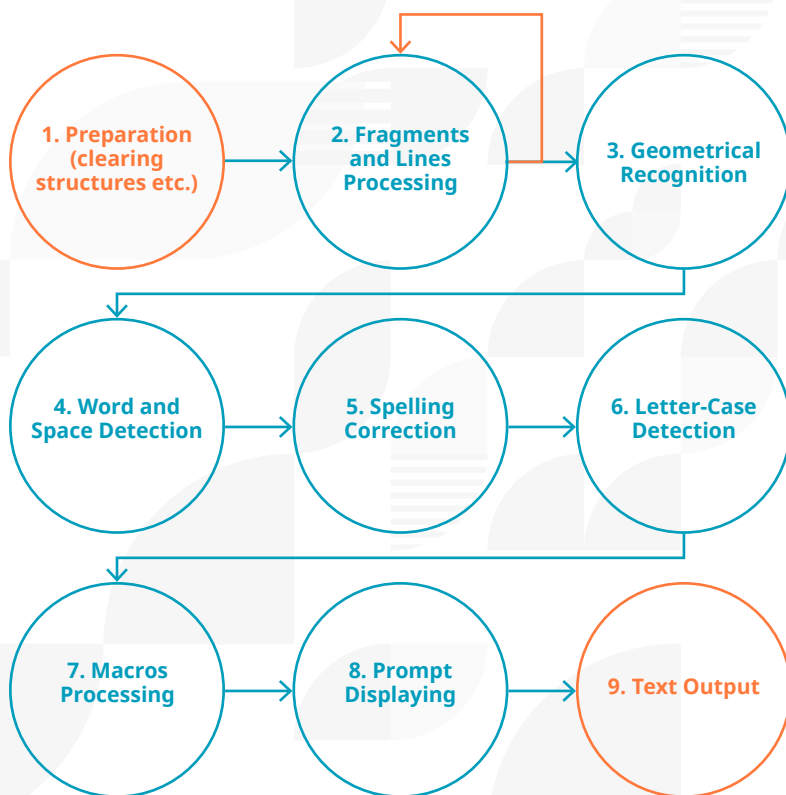 1. Preparation
(clearing
structures etc.)
2. Fragments
and Lines
Processing
3. Geometrical
Recognition
4. Word and
Space Detection
5. Spelling
Correction
6. Letter-Case
Detection
7. Macros
Processing
8. Prompt
Displaying
9. Text Output